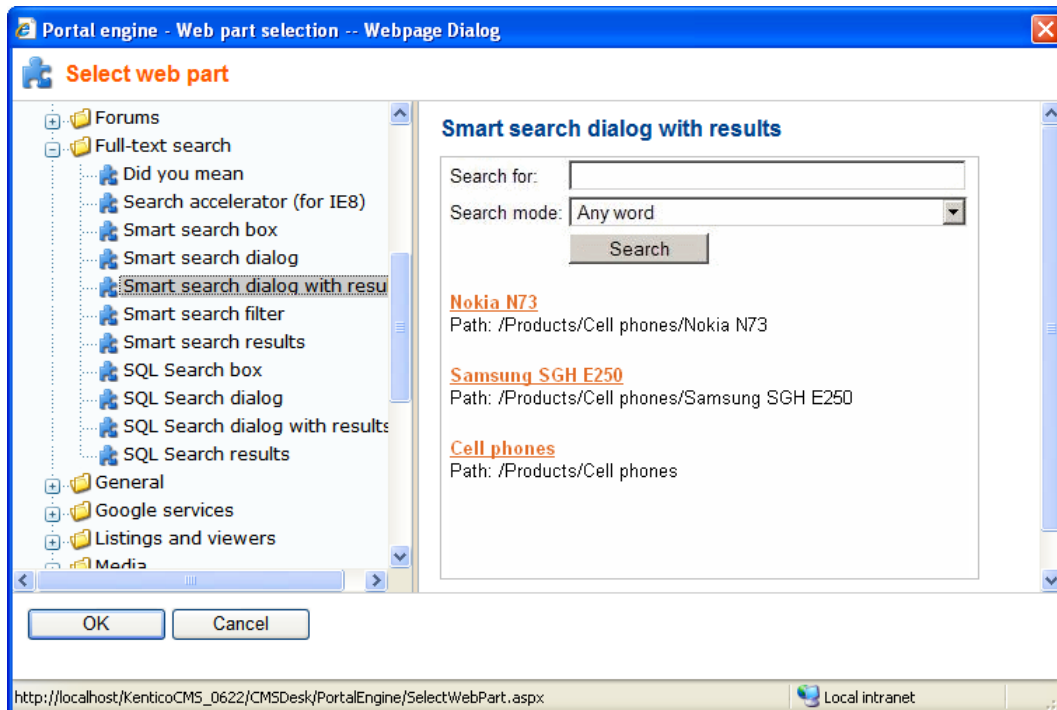 Portal engine - Web part selection -- Webpage Dialog
Select web part
Forums
Full-text search
Did you mean
Search accelerator (for IE8)
Smart search box
Smart search dialog
Smart search dialog with resu
Smart search filter
Smart search results
SQL Search box
SQL Search dialog
SQL Search dialog with results
SQL Search results
General
Google services
Listings and viewers
Media
Smart search dialog with results
Search for:
Search mode: Any word
Search
Nokia N73
Path: /Products/Cell phones/Nokia N73
Samsung SGH E250
Path: /Products/Cell phones/Samsung SGH E250
Cell phones
Path: /Products/Cell phones
OK Cancel
http://localhost/KenticoCMS_0622/CMSDesk/PortalEngine/SelectWebPart.aspx Local intranet